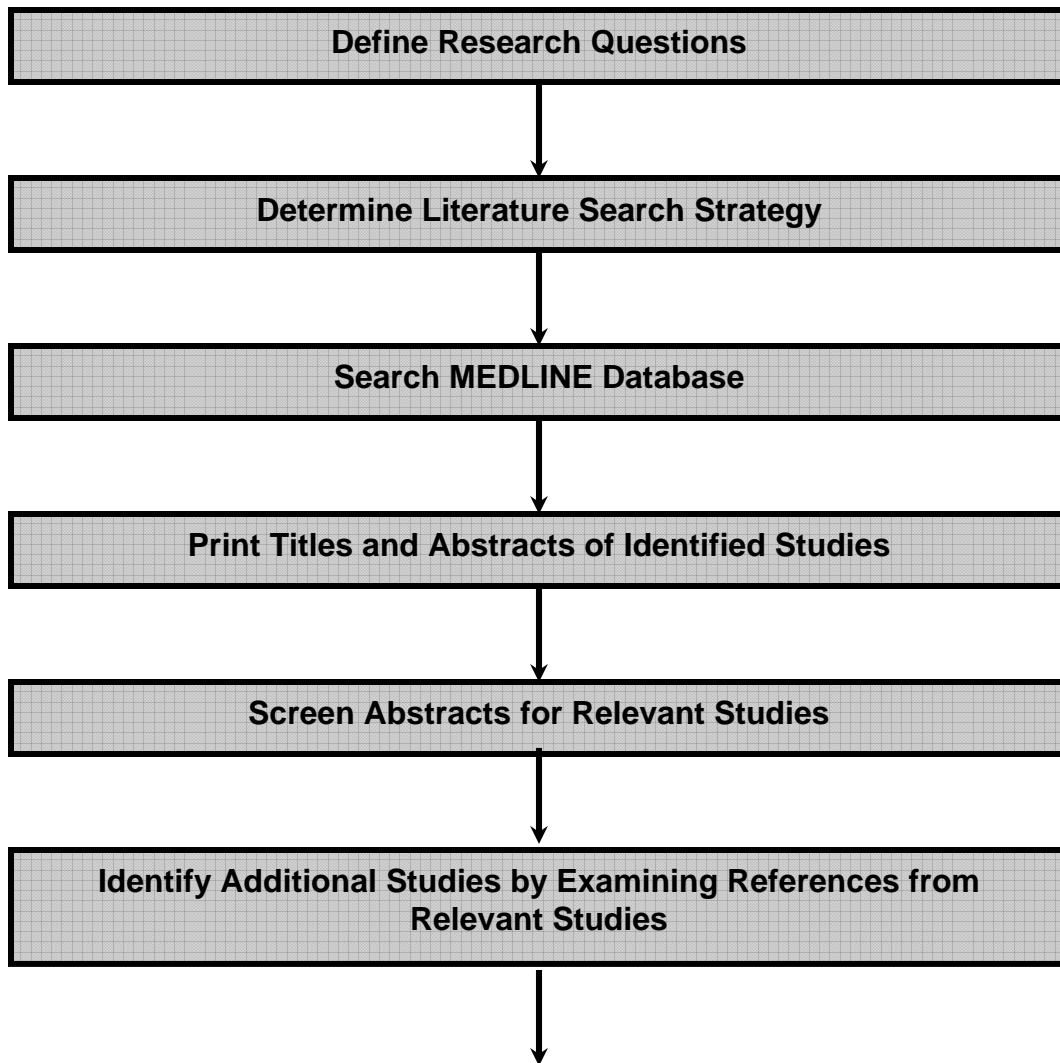 Define Research Questions
Determine Literature Search Strategy
Search MEDLINE Database
Print Titles and Abstracts of Identified Studies
Screen Abstracts for Relevant Studies
Identify Additional Studies by Examining References from
Relevant Studies